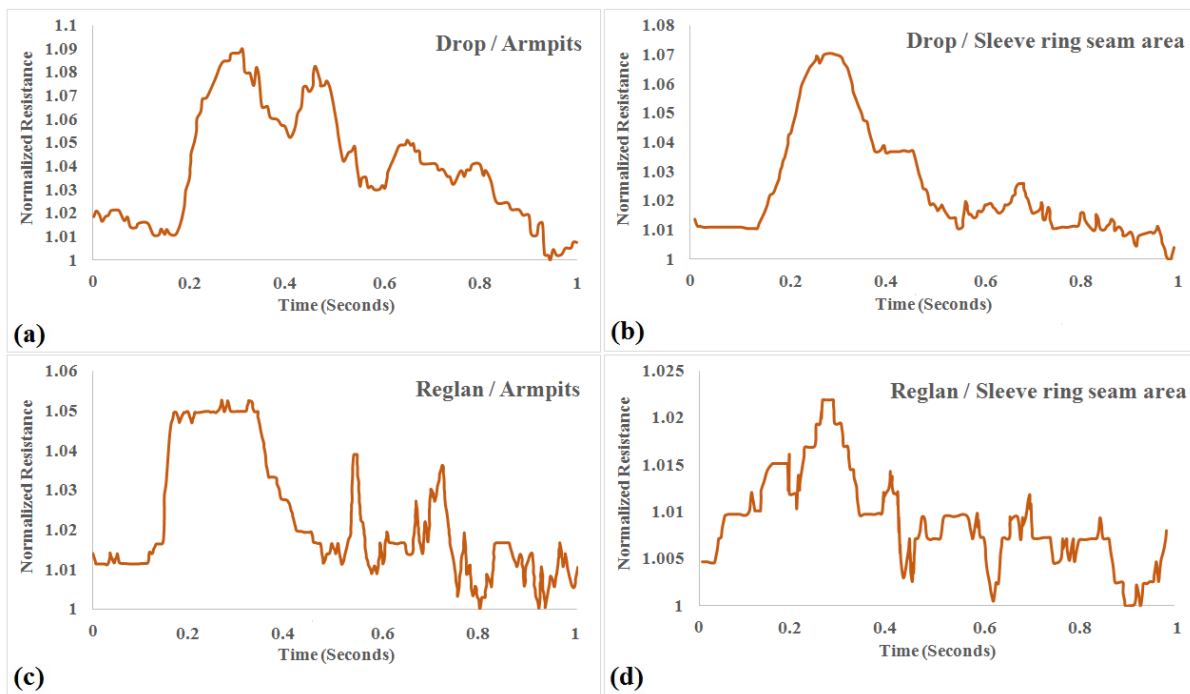 Drop / Armpits
Normalized Resistance
1.1
1.09
1.08
1.07
1.06
1.05
1.04
1.03
1.02
1.01
1
0 0.2 0.4 0.6 0.8 1
Time (Seconds)
(a)
Drop / Sleeve ring seam area
Normalized Resistance
1.08
1.07
1.06
1.05
1.04
1.03
1.02
1.01
1
0 0.2 0.4 0.6 0.8 1
Time (Seconds)
(b)
Reglan / Armpits
Normalized Resistance
1.06
1.05
1.04
1.03
1.02
1.01
1
0 0.2 0.4 0.6 0.8 1
Time (Seconds)
(c)
Reglan / Sleeve ring seam area
Normalized Resistance
1.025
1.02
1.015
1.01
1.005
1
0 0.2 0.4 0.6 0.8 1
Time (Seconds)
(d)